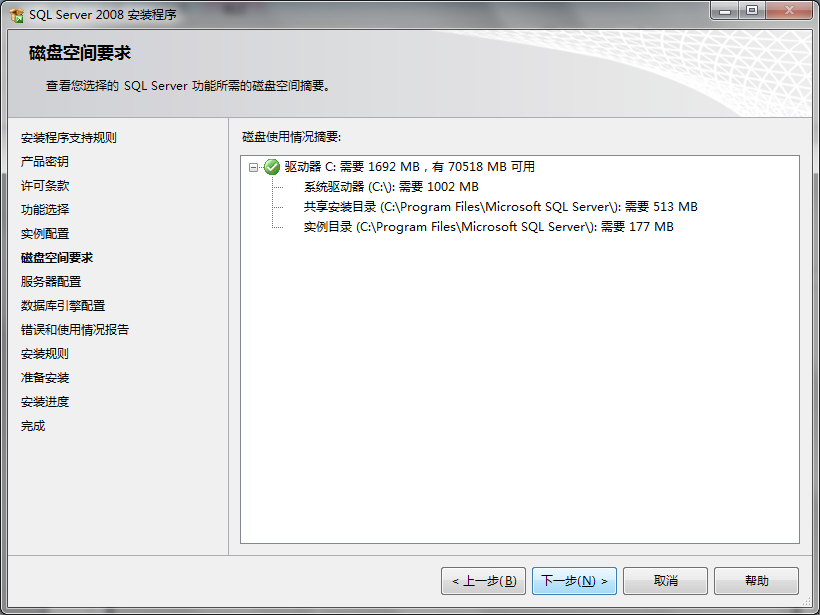 SQL Server 2008 安装程序
磁盘空间要求
查看您选择的 SQL Server 功能所需的磁盘空间摘要。
安装程序支持规则
产品密钥
许可条款
功能选择
实例配置
磁盘空间要求
服务器配置
数据库引擎配置
错误和使用情况报告
安装规则
准备安装
安装进度
完成
磁盘使用情况摘要:
驱动器 C: 需要 1692 MB，有 70518 MB 可用
系统驱动器 (C:\): 需要 1002 MB
共享安装目录 (C:\Program Files\Microsoft SQL Server\): 需要 513 MB
实例目录 (C:\Program Files\Microsoft SQL Server\): 需要 177 MB
< 上一步(B) 下一步(N) > 取消 帮助